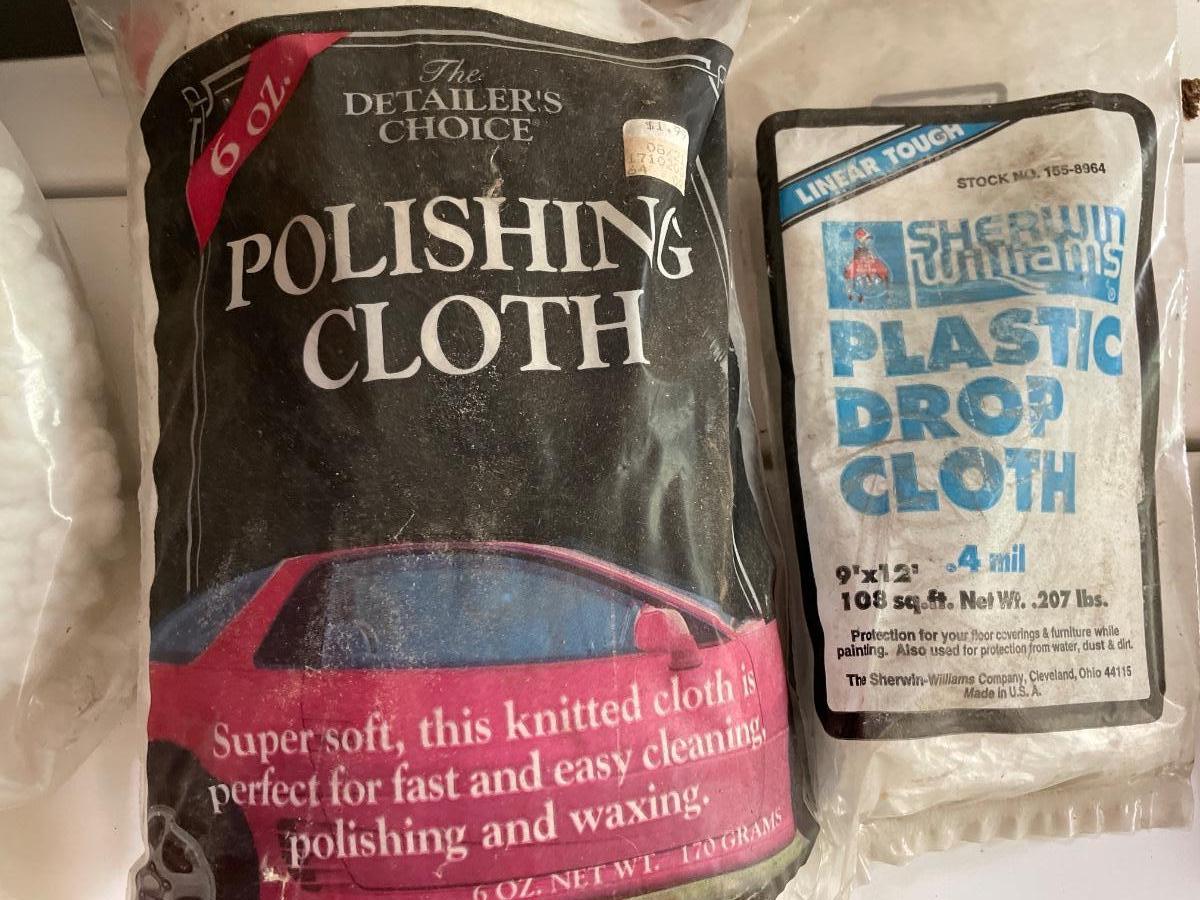 6 OZ.
The
DETAILER'S
CHOICE
POLISHING
CLOTH
Super soft, this knitted cloth is
perfect for fast and easy cleaning,
polishing and waxing.
6 OZ. NET WT. 170 GRAMS
LINEAR TOUGH
STOCK NO. 155-8964
SHERWIN
WILLIAMS
PLASTIC
DROP
CLOTH
.4 mil
9'x12'
108 sq.ft. Net Wt. .207 lbs.
Protection for your floor coverings & furniture while
painting. Also used for protection from water, dust & dirt.
The Sherwin-Williams Company, Cleveland, Ohio 44115
Made in U.S.A.